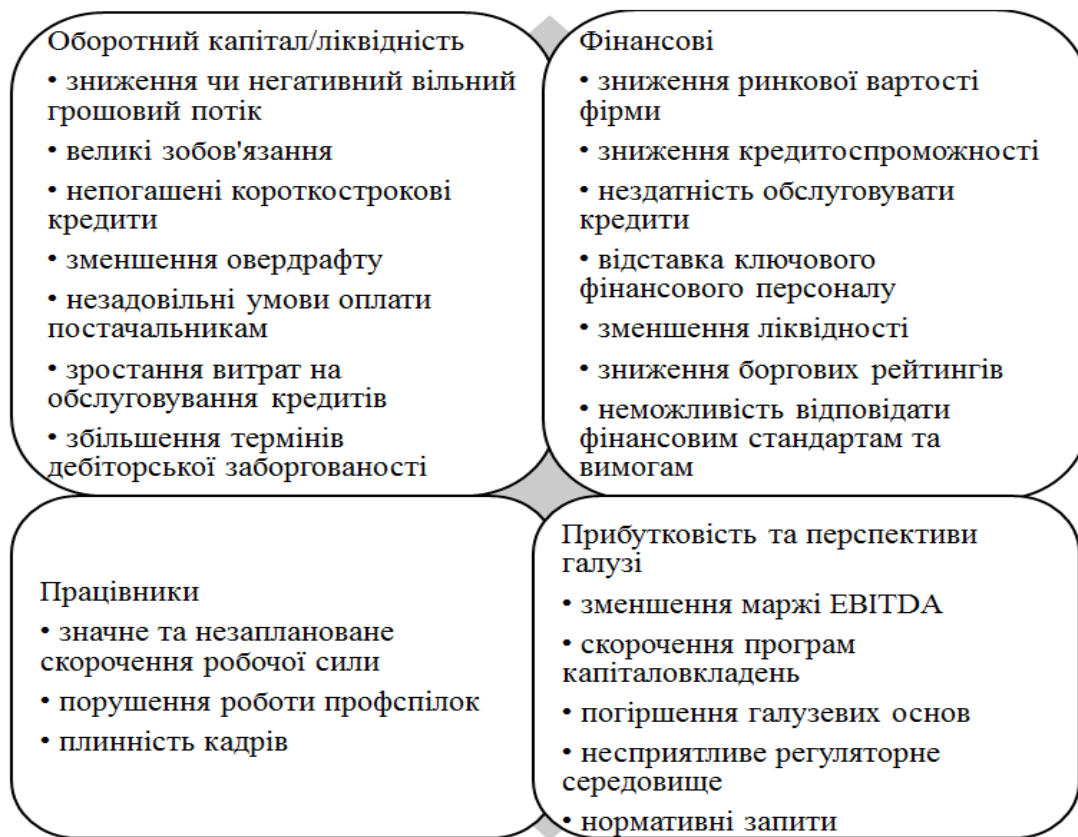 Оборотний капітал/ліквідність
• зниження чи негативний вільний
грошовий потік
• великі зобов'язання
• непогашені короткострокові
кредити
• зменшення овердрафту
• незадовільні умови оплати
постачальникам
• зростання витрат на
обслуговування кредитів
• збільшення термінів
дебіторської заборгованості
Фінансові
• зниження ринкової вартості
фірми
• зниження кредитоспроможності
• нездатність обслуговувати
кредити
• відставка ключового
фінансового персоналу
• зменшення ліквідності
• зниження боргових рейтингів
• неможливість відповідати
фінансовим стандартам та
вимогам
Працівники
• значне та незаплановане
скорочення робочої сили
• порушення роботи профспілок
• плинність кадрів
Прибутковість та перспективи
галузі
• зменшення маржі EBITDA
• скорочення програм
капіталовкладень
• погіршення галузевих основ
• несприятливе регуляторне
середовище
• нормативні запити